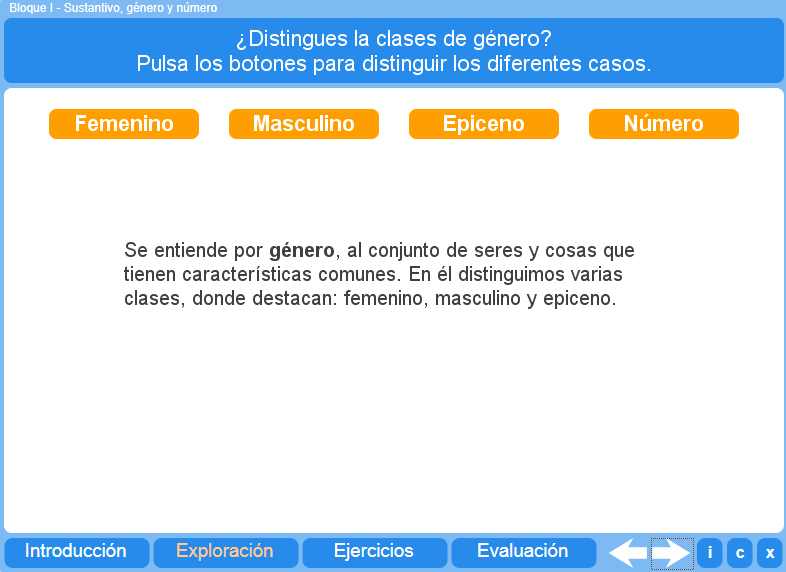 Bloque I - Sustantivo, género y número
¿Distingues la clases de género?
Pulsa los botones para distinguir los diferentes casos.
Femenino
Masculino
Epiceno
Número
Se entiende por género, al conjunto de seres y cosas que
tienen características comunes. En él distinguimos varias
clases, donde destacan: femenino, masculino y epiceno.
Introducción
Exploración
Ejercicios
Evaluación
i
c
x